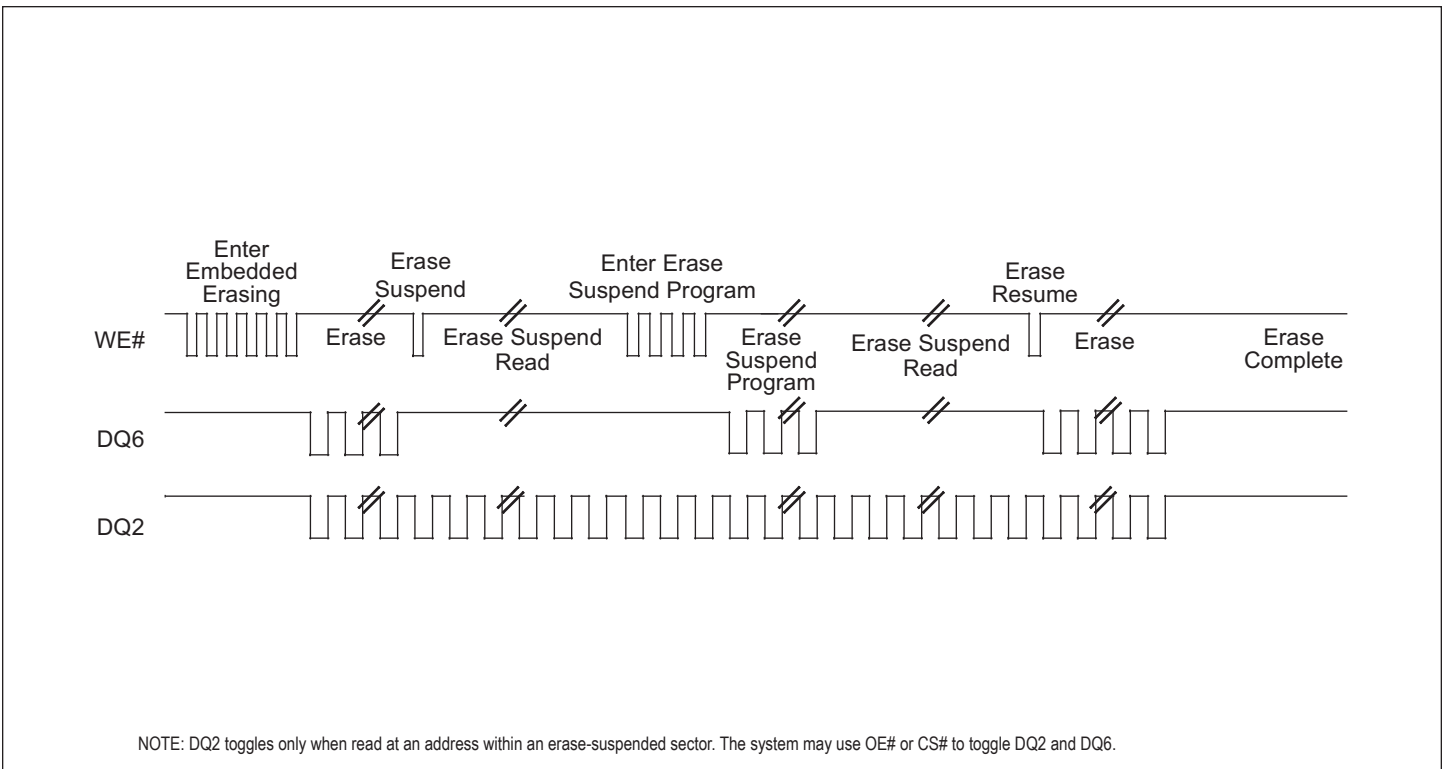 Enter
Embedded
Erasing
Erase
Suspend
Enter Erase
Suspend Program
Erase
Resume
WE#
Erase
Erase Suspend
Read
Erase
Suspend
Program
Erase Suspend
Read
Erase
Erase
Complete
DQ6
DQ2
NOTE: DQ2 toggles only when read at an address within an erase-suspended sector. The system may use OE# or CS# to toggle DQ2 and DQ6.